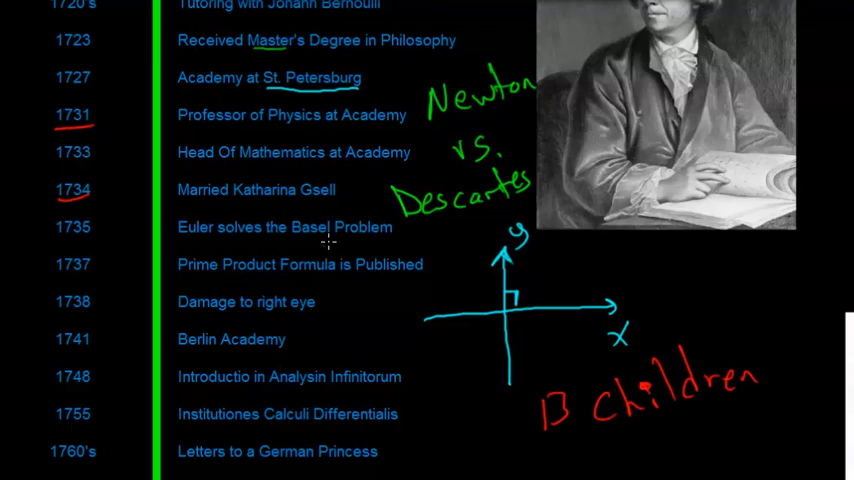 1720's Tutoring with Johann Bernoulli
1723 Received Master's Degree in Philosophy
1727 Academy at St. Petersburg
1731 Professor of Physics at Academy
1733 Head Of Mathematics at Academy
1734 Married Katharina Gsell
1735 Euler solves the Basel Problem
1737 Prime Product Formula is Published
1738 Damage to right eye
1741 Berlin Academy
1748 Introductio in Analysin Infinitorum
1755 Institutiones Calculi Differentialis
1760's Letters to a German Princess
Newton
vs.
Descartes
y
x
13 children